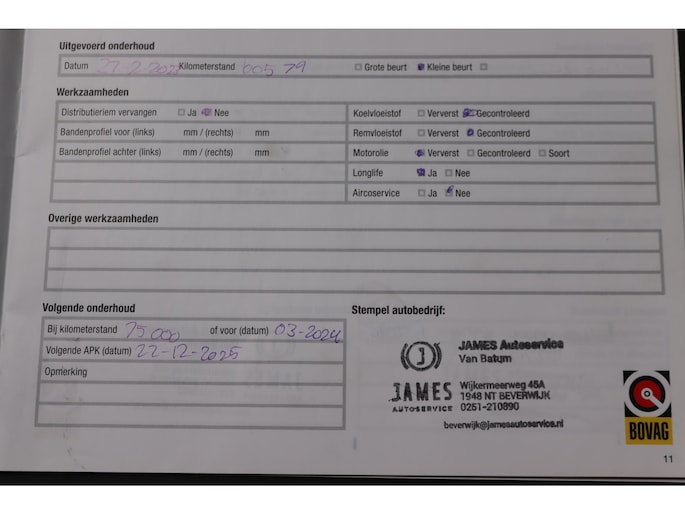 Uitgevoerd onderhoud
Datum Kilometerstand Grote beurt Kleine beurt
Werkzaamheden
Distributieriem vervangen Ja Nee Koelvloeistof Ververst Gecontroleerd
Bandenprofiel voor (links) mm / (rechts) mm Remvloeistof Ververst Gecontroleerd
Bandenprofiel achter (links) mm / (rechts) mm Motorolie Ververst Gecontroleerd Soort
Longlife Ja Nee
Aircoservice Ja Nee
Overige werkzaamheden
Volgende onderhoud
Bij kilometerstand 75000 of voor (datum) 03-2024
Volgende APK (datum) 22-12-2025
Opmerking
Stempel autobedrijf:
JAMES Autoservice
Van Batum
JAMES
AUTOSERVICE
Wijkermeerweg 45A
1948 NT BEVERWIJK
0251-210890
beverwijk@jamesautoservice.nl
BOVAG
11